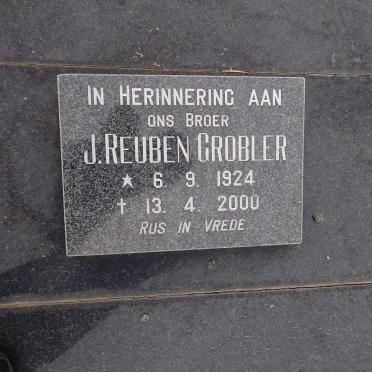 In Herinnering aan
ons Broer
J. Reuben Grobler
* 6. 9. 1924
† 13. 4. 2000
Rus in Vrede